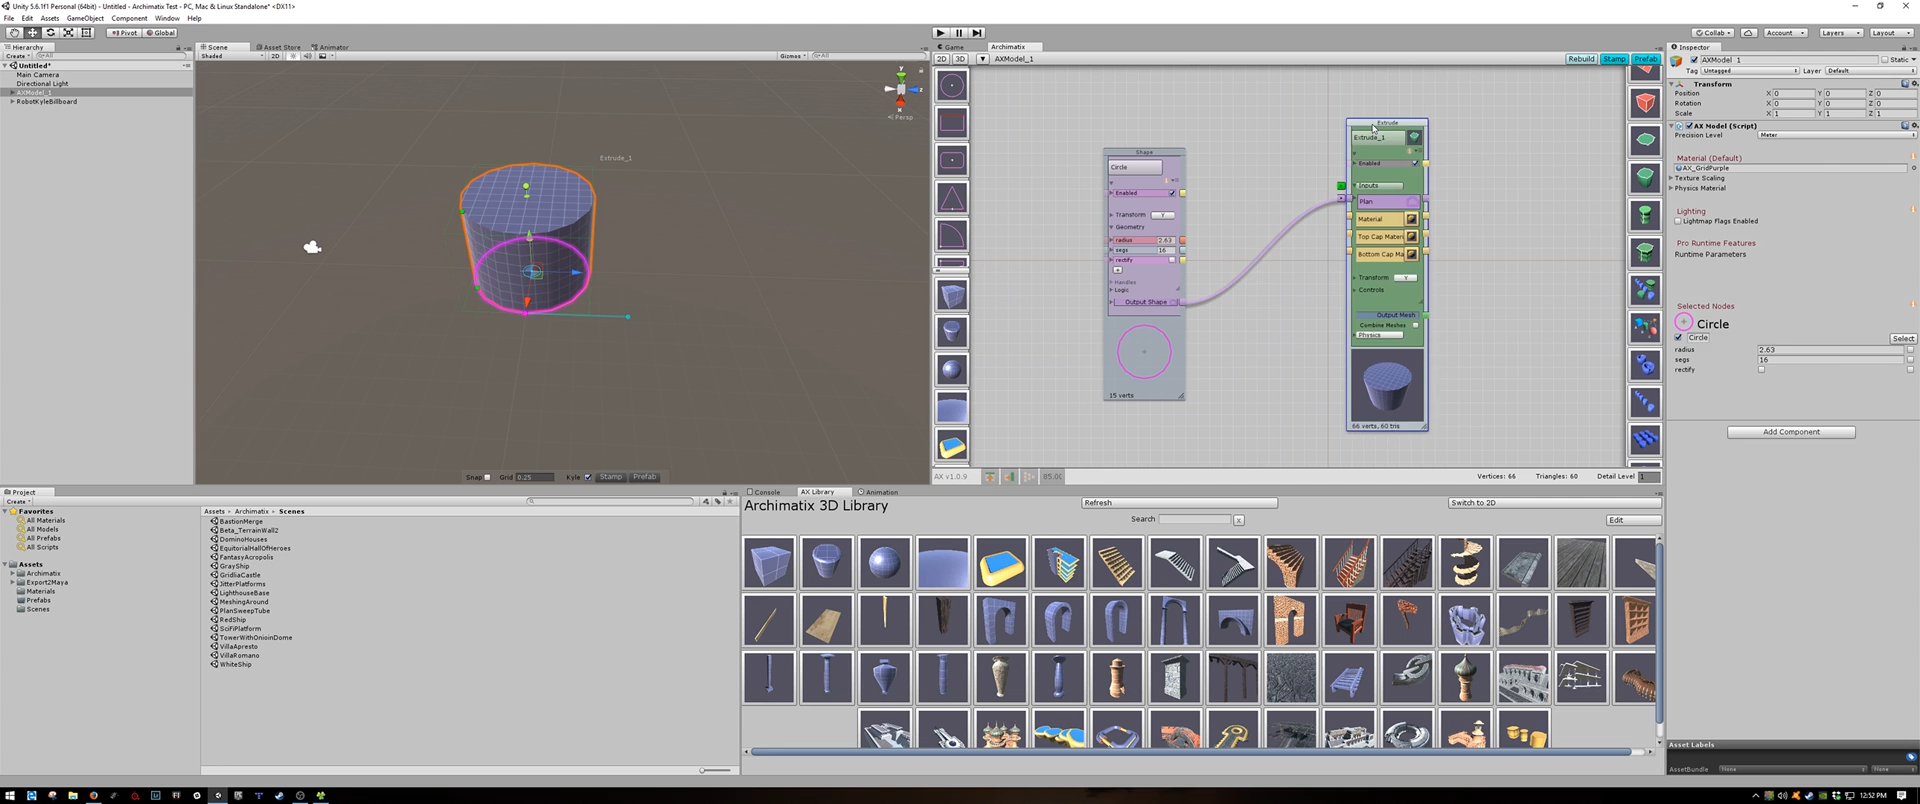 Unity 5.6.1f1 Personal (64bit) - Untitled - Archimatix Test - PC, Mac & Linux Standalone* <DX11>
File Edit Assets GameObject Component Window Help
Pivot Global
Collab Account Layers Layout
Hierarchy
Create
Untitled*
Main Camera
Directional Light
AXModel_1
RobotKyleBillboard
Scene Asset Store Animator
Shaded 2D Gizmos
Persp
Extrude_1
Snap Grid 0.25 Kyle Stamp Prefab
Game Archimatix
2D 3D AXModel_1 Rebuild Stamp Prefab
Shape
Circle
Enabled
Transform Y
Geometry
radius 2.63
segs 16
rectify
Handles
Logic
Output Shape
15 verts
Extrude
Extrude_1
Enabled
Inputs
Plan
Material
Top Cap Materi
Bottom Cap Ma
Transform Y
Controls
Output Mesh
Combine Meshes
Physics
66 verts, 60 tris
AX v1.0.9 85.00 Vertices: 66 Triangles: 60 Detail Level 1
Inspector
AXModel_1 Static
Tag Untagged Layer Default
Transform
Position X 0 Y 0 Z 0
Rotation X 0 Y 0 Z 0
Scale X 1 Y 1 Z 1
AX Model (Script)
Precision Level Meter
Material (Default)
AX_GridPurple
Texture Scaling
Physics Material
Lighting
Lightmap Flags Enabled
Pro Runtime Features
Runtime Parameters
Selected Nodes
Circle
Circle Select
radius 2.63
segs 16
rectify
Add Component
Asset Labels
AssetBundle None None
Project
Create
Favorites
All Materials
All Models
All Prefabs
All Scripts
Assets
Archimatix
Export2Maya
Materials
Prefabs
Scenes
Assets Archimatix Scenes
BastionMerge
Beta_TerrainWall2
DominoHouses
EquitorialHallOfHeroes
FantasyAcropolis
GrayShip
GridliaCastle
JitterPlatforms
LighthouseBase
MeshingAround
PlanSweepTube
RedShip
SciFiPlatform
TowerWithOnioinDome
VillaApresto
VillaRomano
WhiteShip
Console AX Library Animation
Archimatix 3D Library Refresh Switch to 2D
Search x Edit
12:52 PM